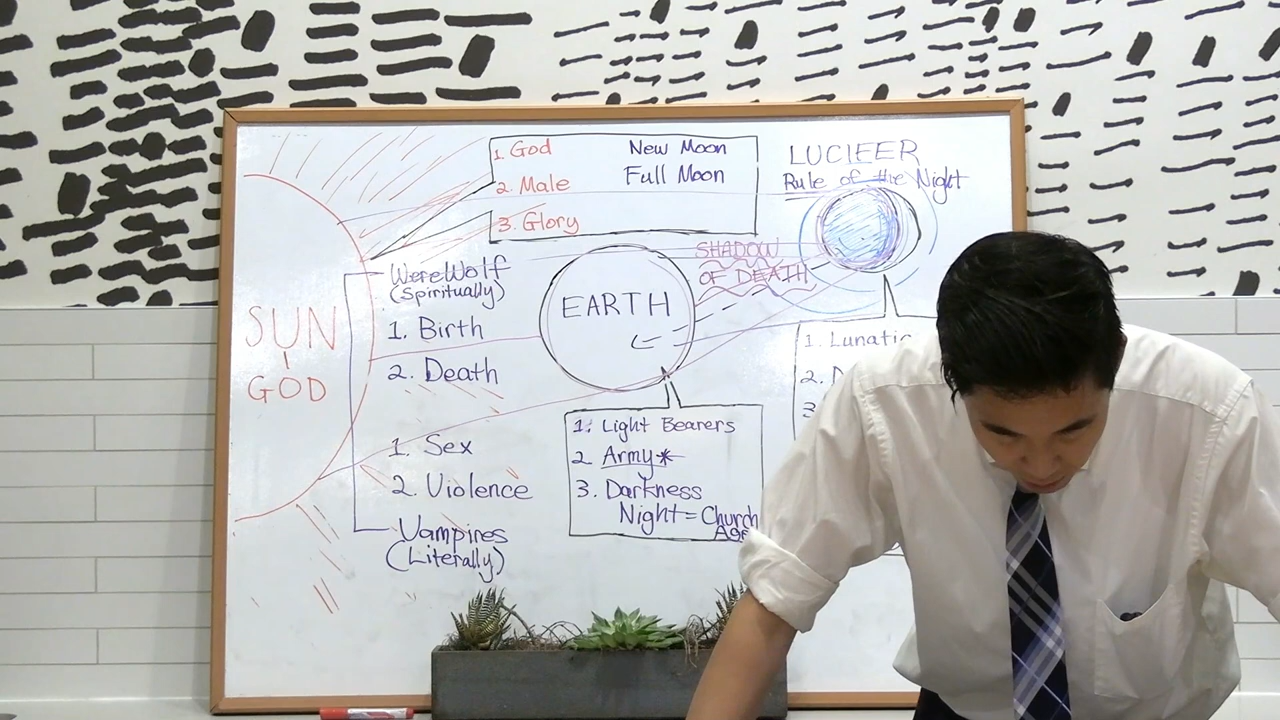 1. God
New Moon
2. Male
Full Moon
3. Glory
LUCIFER
Rule of the Night
SHADOW
OF DEATH
SUN
GOD
WereWolf
(Spiritually)
1. Birth
2. Death
1. Sex
2. Violence
Vampires
(Literally)
EARTH
1. Light Bearers
2 Army*
3. Darkness
Night = Church
Age
1. Lunatic
2.
3